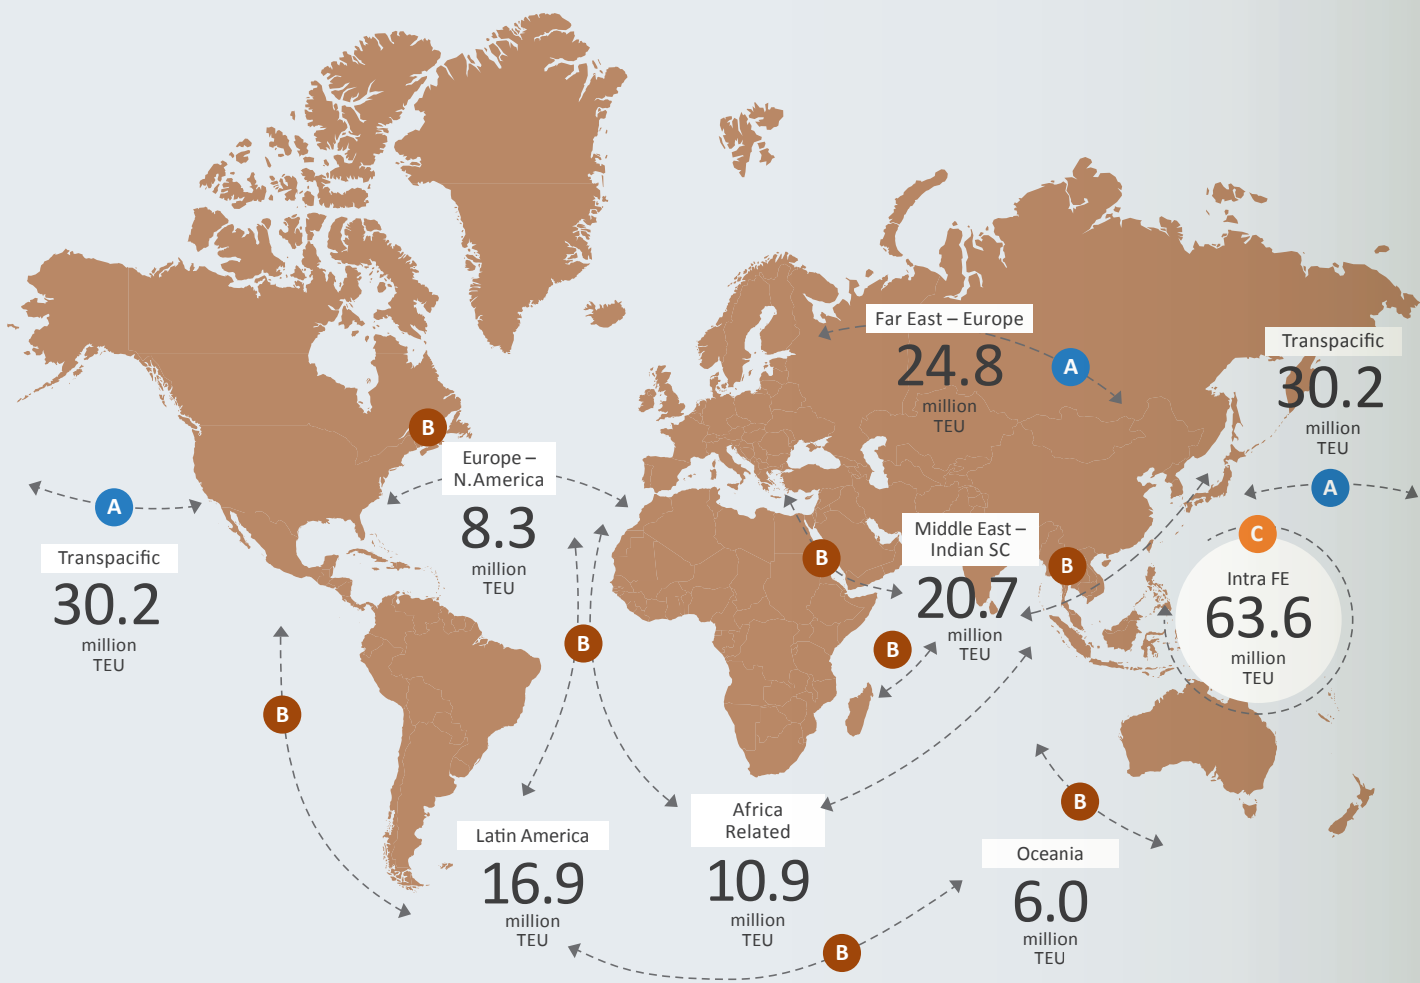 Far East – Europe
24.8
million
TEU
A
Transpacific
30.2
million
TEU
A
B
Europe –
N.America
8.3
million
TEU
A
Transpacific
30.2
million
TEU
Middle East –
Indian SC
20.7
million
TEU
B
B
B
C
Intra FE
63.6
million
TEU
B
B
B
Latin America
16.9
million
TEU
Africa
Related
10.9
million
TEU
B
Oceania
6.0
million
TEU
B